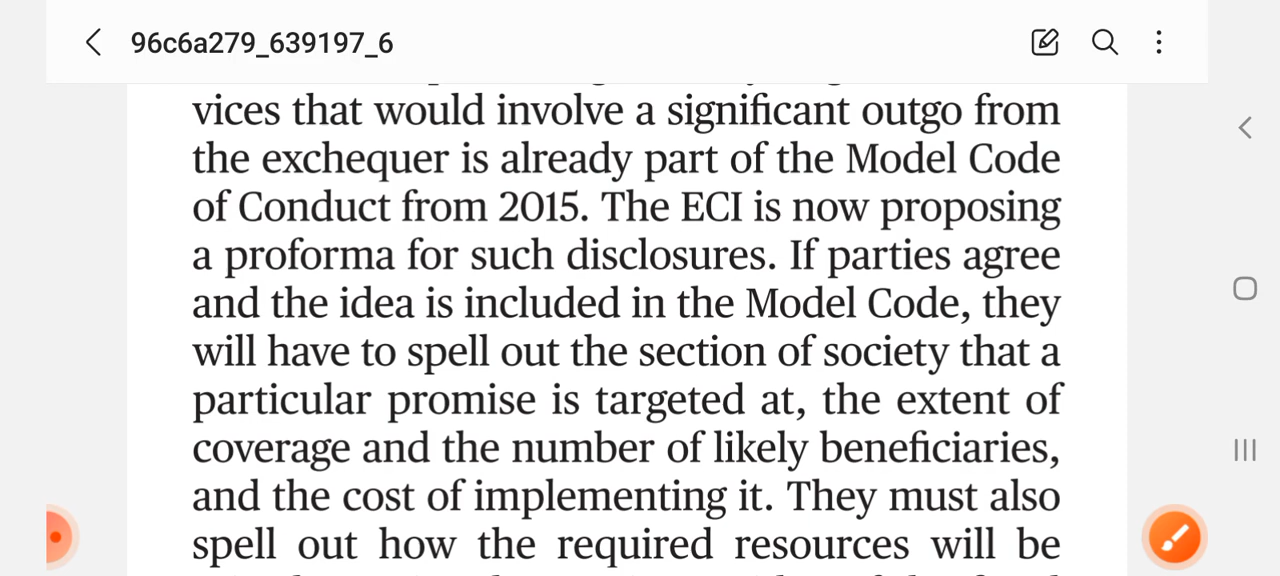 96c6a279_639197_6
vices that would involve a significant outgo from
the exchequer is already part of the Model Code
of Conduct from 2015. The ECI is now proposing
a proforma for such disclosures. If parties agree
and the idea is included in the Model Code, they
will have to spell out the section of society that a
particular promise is targeted at, the extent of
coverage and the number of likely beneficiaries,
and the cost of implementing it. They must also
spell out how the required resources will be